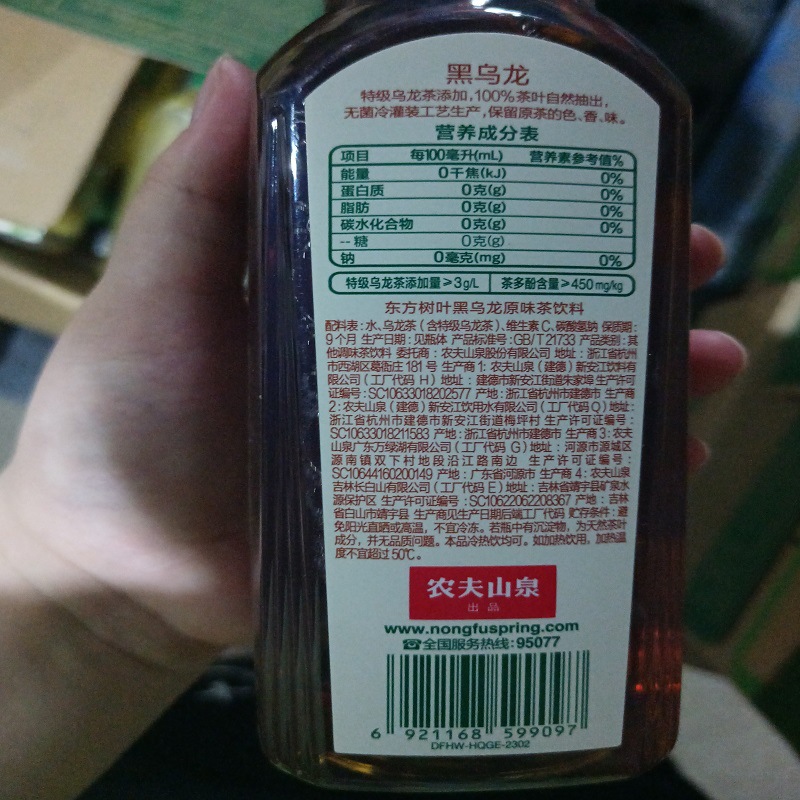 黑乌龙
特级乌龙茶添加,100%茶叶自然抽出,
无菌冷灌装工艺生产,保留原茶的色、香、味。
营养成分表
项目 每100毫升(mL) 营养素参考值%
能量 0千焦(kJ) 0%
蛋白质 0克(g) 0%
脂肪 0克(g) 0%
碳水化合物 0克(g) 0%
--糖 0克(g)
钠 0毫克(mg) 0%
特级乌龙茶添加量≥3g/L 茶多酚含量≥450mg/kg
东方树叶黑乌龙原味茶饮料
配料表:水、乌龙茶(含特级乌龙茶)、维生素C、碳酸氢钠 保质期:
9个月 生产日期:见瓶体 产品标准号:GB/T 21733 产品类别:其
他调味茶饮料 委托商:农夫山泉股份有限公司 地址:浙江省杭州
市西湖区葛衙庄181号 生产商1:农夫山泉(建德)新安江饮料有
限公司(工厂代码H) 地址:建德市新安江街道朱家埠 生产许可
证编号:SC10633018202577 产地:浙江省杭州市建德市 生产商
2:农夫山泉(建德)新安江饮用水有限公司(工厂代码Q) 地址:
浙江省杭州市建德市新安江街道梅坪村 生产许可证编号:
SC10633018211583 产地:浙江省杭州市建德市 生产商3:农夫
山泉广东万绿湖有限公司(工厂代码G) 地址:河源市源城区
源南镇双下村地段沿江路南边 生产许可证编号:
SC10644160200149 产地:广东省河源市 生产商4:农夫山泉
吉林长白山有限公司(工厂代码E) 地址:吉林省靖宇县矿泉水
源保护区 生产许可证编号:SC10622062208367 产地:吉林
省白山市靖宇县 生产商见生产日期后端工厂代码 贮存条件:避
免阳光直晒或高温,不宜冷冻。若瓶中有沉淀物,为天然茶叶
成分,并无品质问题。本品冷热饮均可。如加热饮用,加热温
度不宜超过50℃。
农夫山泉
出品
www.nongfuspring.com
☎全国服务热线:95077
6 921168 599097
DFHW-HQGE-2302